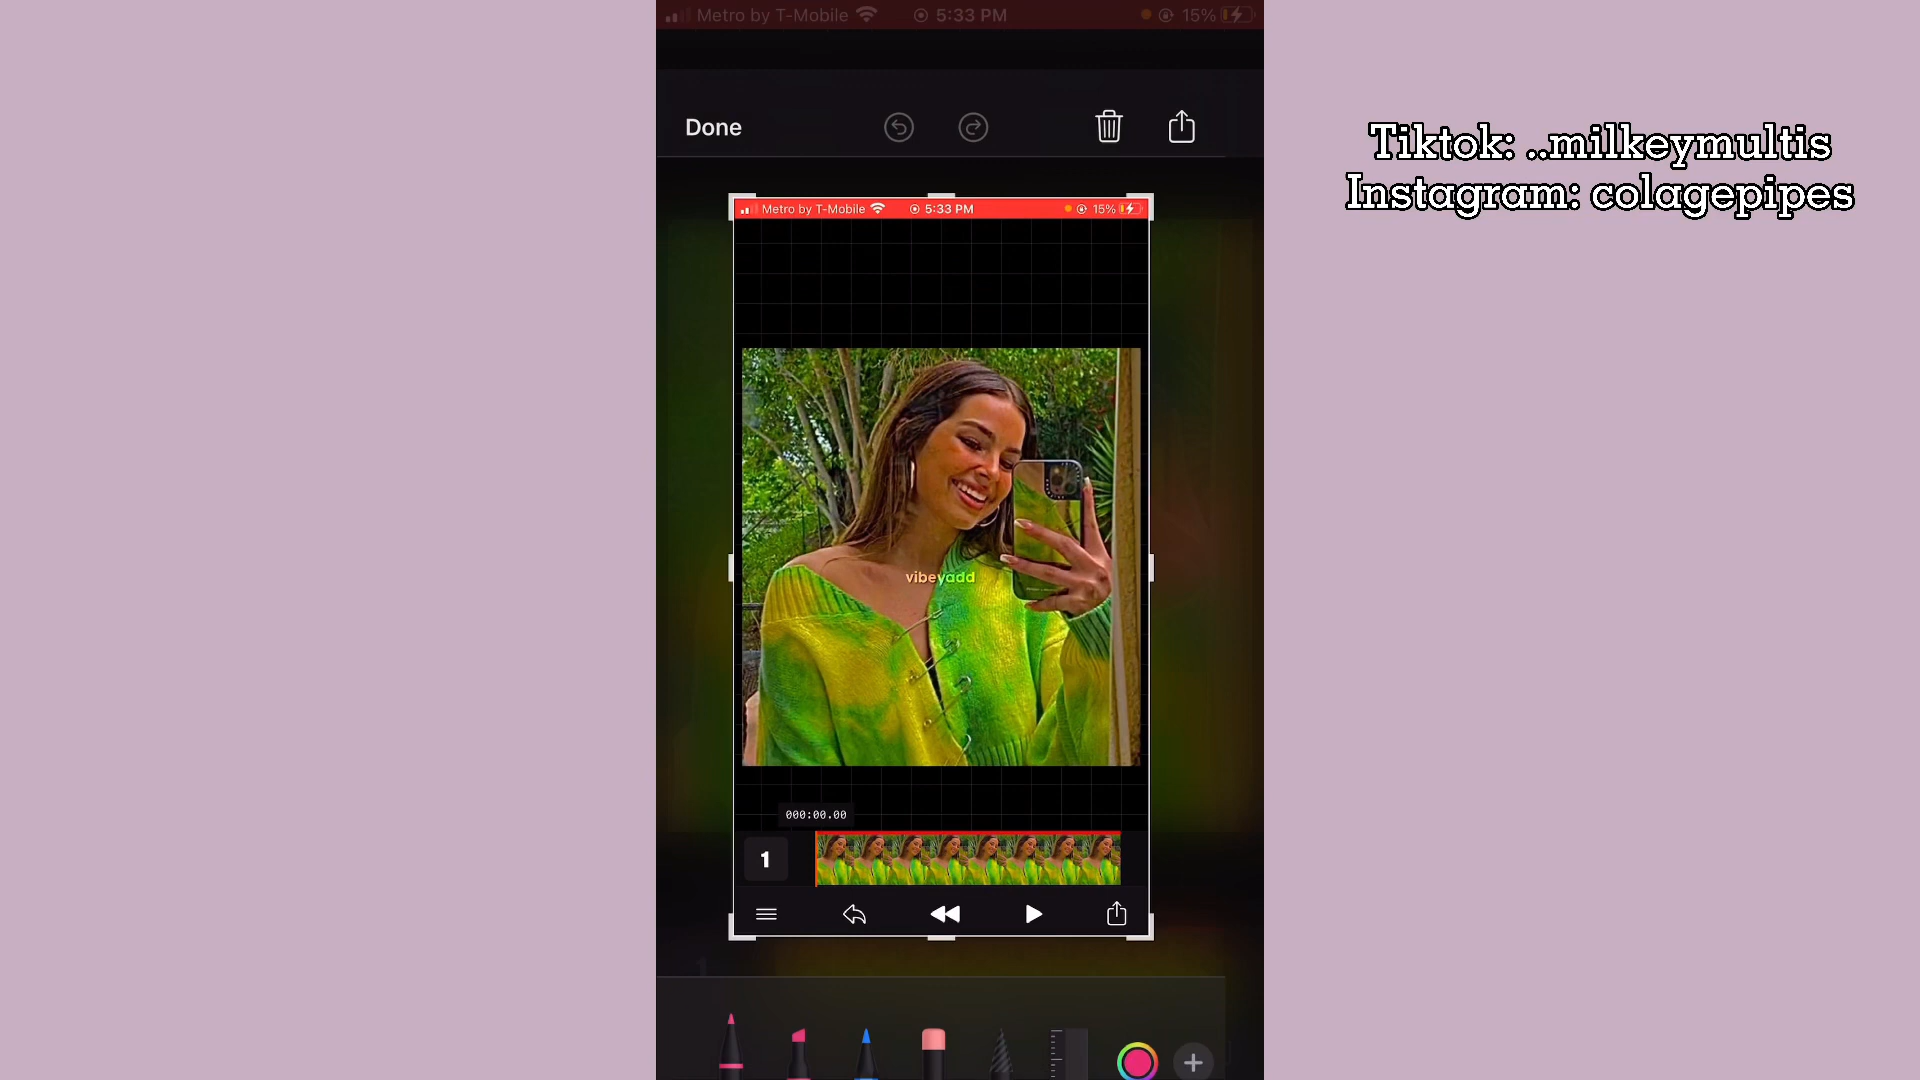 Metro by T-Mobile 5:33 PM 15%
Done
Tiktok: ..milkeymultis
Instagram: colagepipes
Metro by T-Mobile 5:33 PM 15%
vibeyadd
000:00.00
1